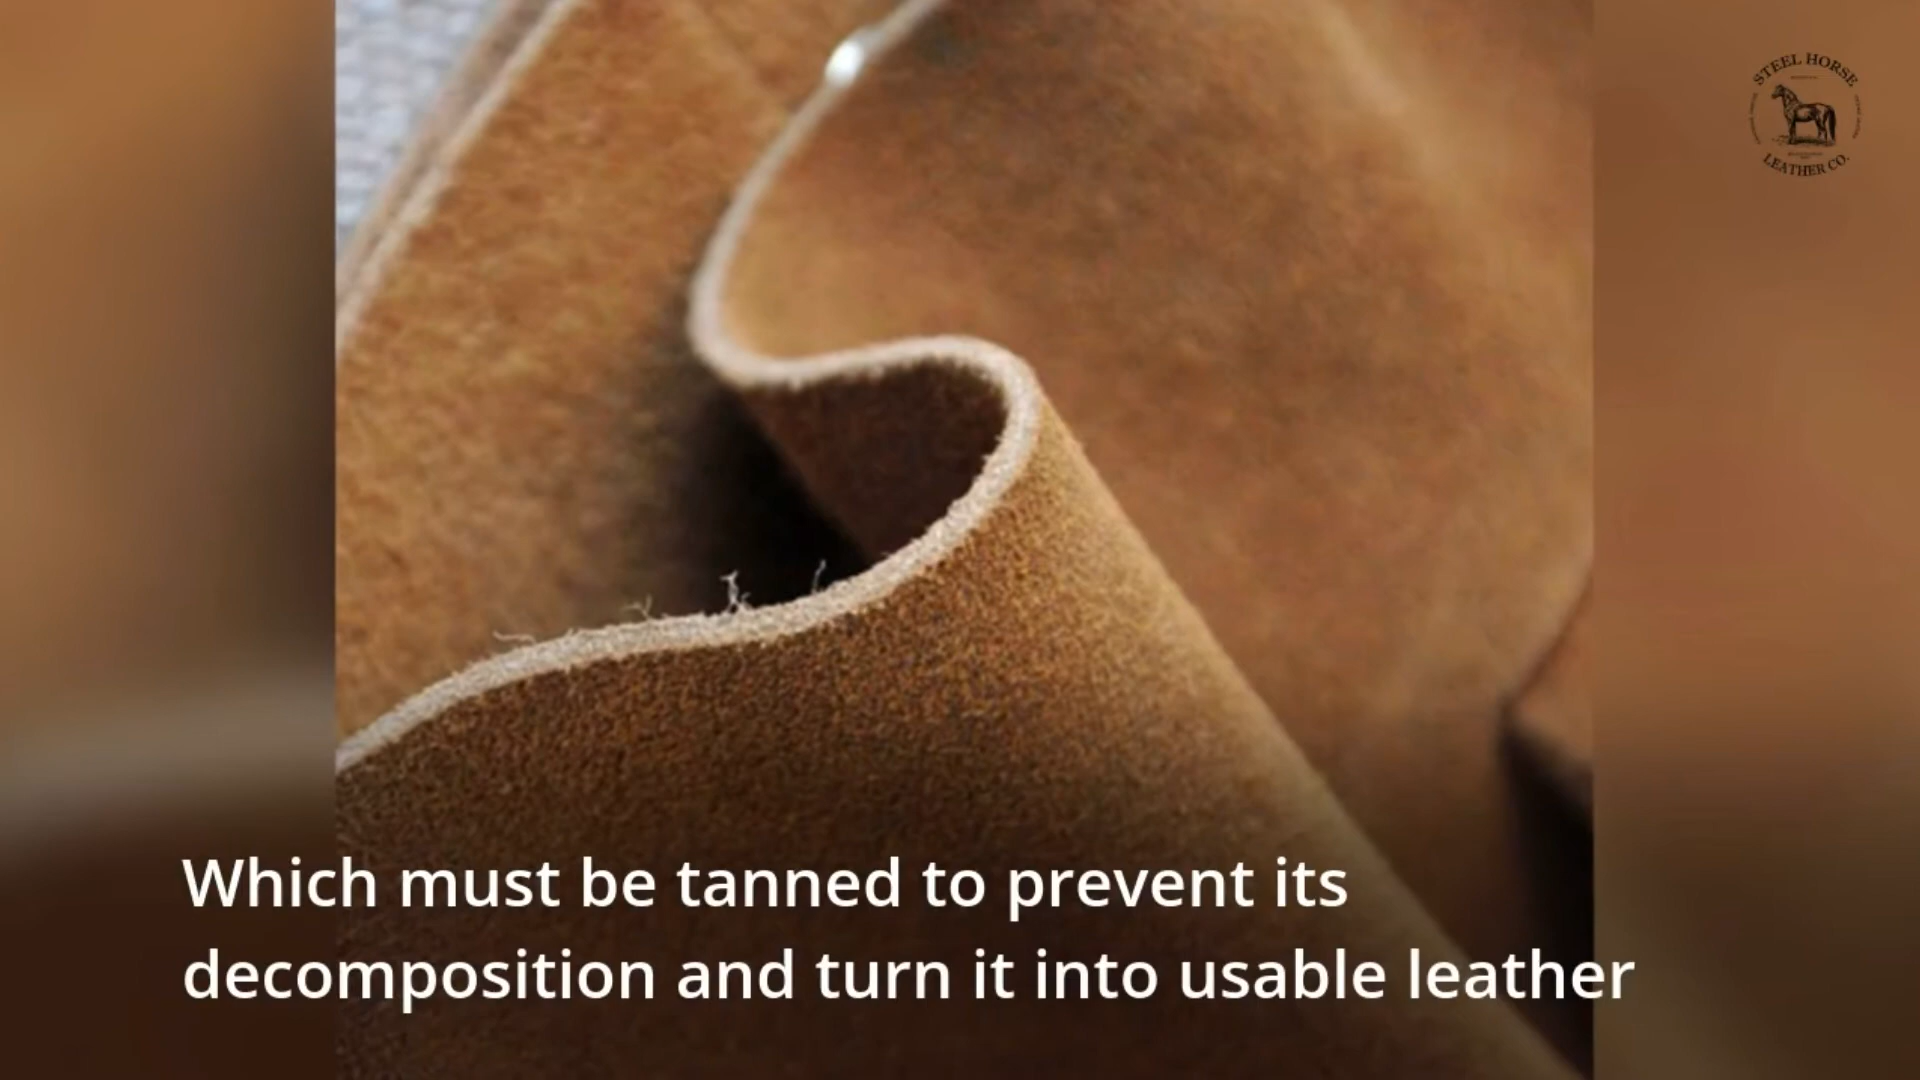 STEEL HORSE
LEATHER CO.
Which must be tanned to prevent its
decomposition and turn it into usable leather